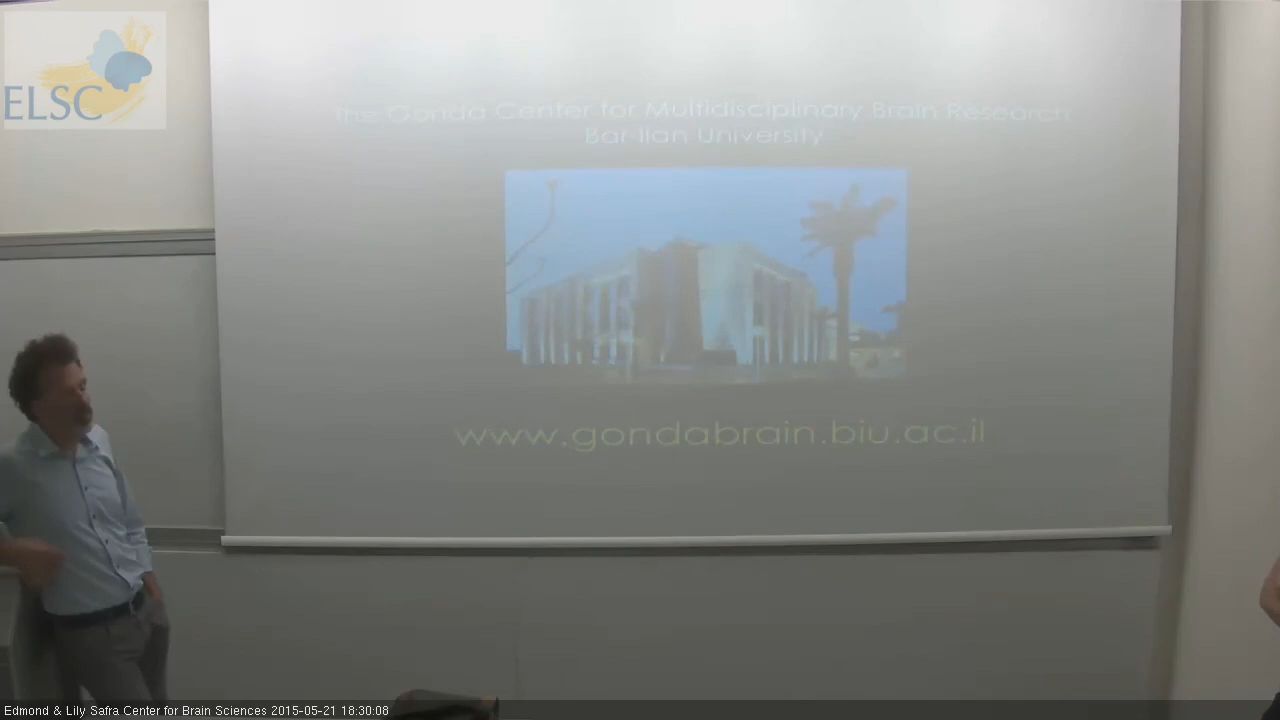 ELSC
The Gonda Center for Multidisciplinary Brain Research
Bar Ilan University
www.gondabrain.biu.ac.il
Edmond & Lily Safra Center for Brain Sciences 2015-05-21 18:30:08